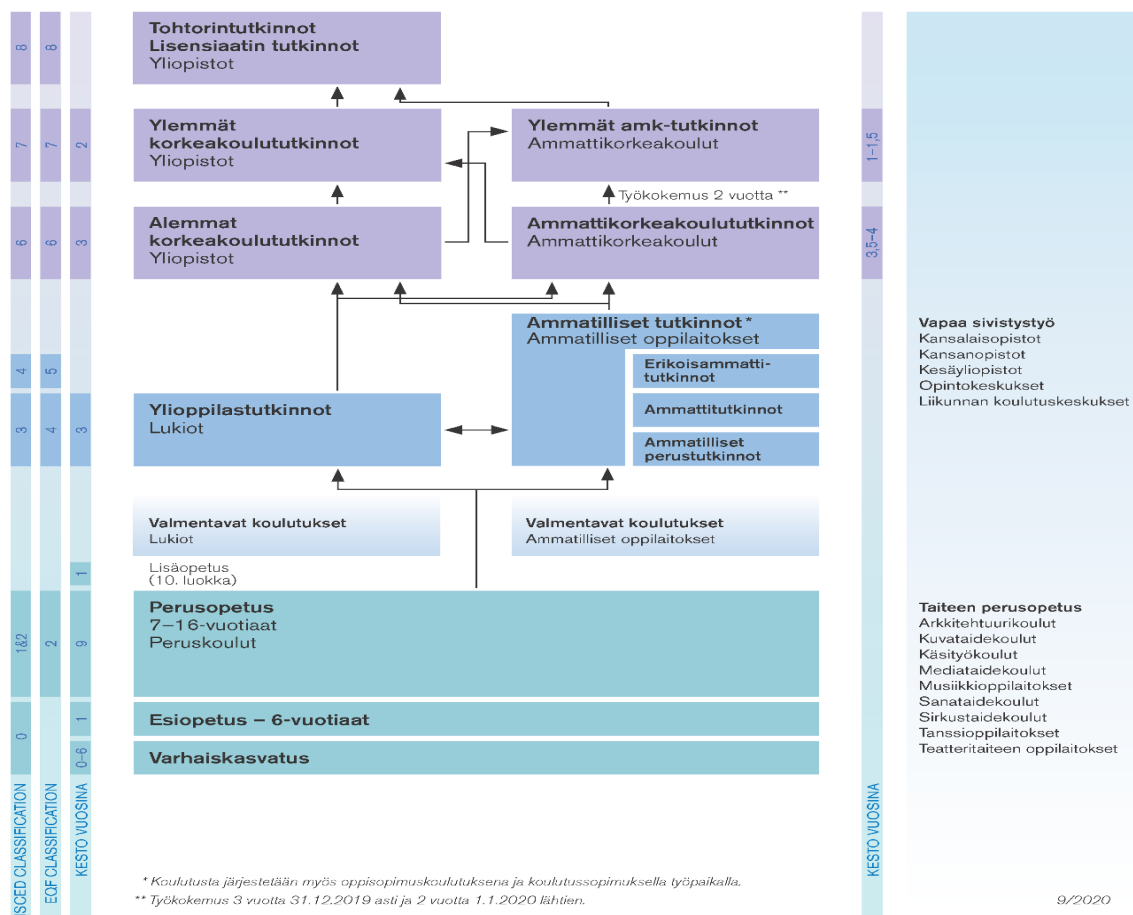 Tohtorintutkinnot
Lisensiaatin tutkinnot
Yliopistot
8
8
Ylemmät
korkeakoulututkinnot
Yliopistot
Ylemmät amk-tutkinnot
Ammattikorkeakoulut
7
7
2
1–1,5
Työkokemus 2 vuotta **
Alemmat
korkeakoulututkinnot
Yliopistot
Ammattikorkeakoulututkinnot
Ammattikorkeakoulut
6
6
3
3,5–4
Ammatilliset tutkinnot *
Ammatilliset oppilaitokset
Erikoisammatti-
tutkinnot
Ammattitutkinnot
Ammatilliset
perustutkinnot
4
5
Ylioppilastutkinnot
Lukiot
3
4
3
Valmentavat koulutukset
Lukiot
Valmentavat koulutukset
Ammatilliset oppilaitokset
Lisäopetus
(10. luokka)
1
Perusopetus
7–16-vuotiaat
Peruskoulut
1&2
2
9
Esiopetus – 6-vuotiaat
0
1
Varhaiskasvatus
0–6
ISCED CLASSIFICATION
EQF CLASSIFICATION
KESTO VUOSINA
KESTO VUOSINA
Vapaa sivistystyö
Kansalaisopistot
Kansanopistot
Kesäyliopistot
Opintokeskukset
Liikunnan koulutuskeskukset
Taiteen perusopetus
Arkkitehtuurikoulut
Kuvataidekoulut
Käsityökoulut
Mediataidekoulut
Musiikkioppilaitokset
Sanataidekoulut
Sirkustaidekoulut
Tanssioppilaitokset
Teatteritaiteen oppilaitokset
* Koulutusta järjestetään myös oppisopimuskoulutuksena ja koulutussopimuksella työpaikalla.
** Työkokemus 3 vuotta 31.12.2019 asti ja 2 vuotta 1.1.2020 lähtien.
9/2020